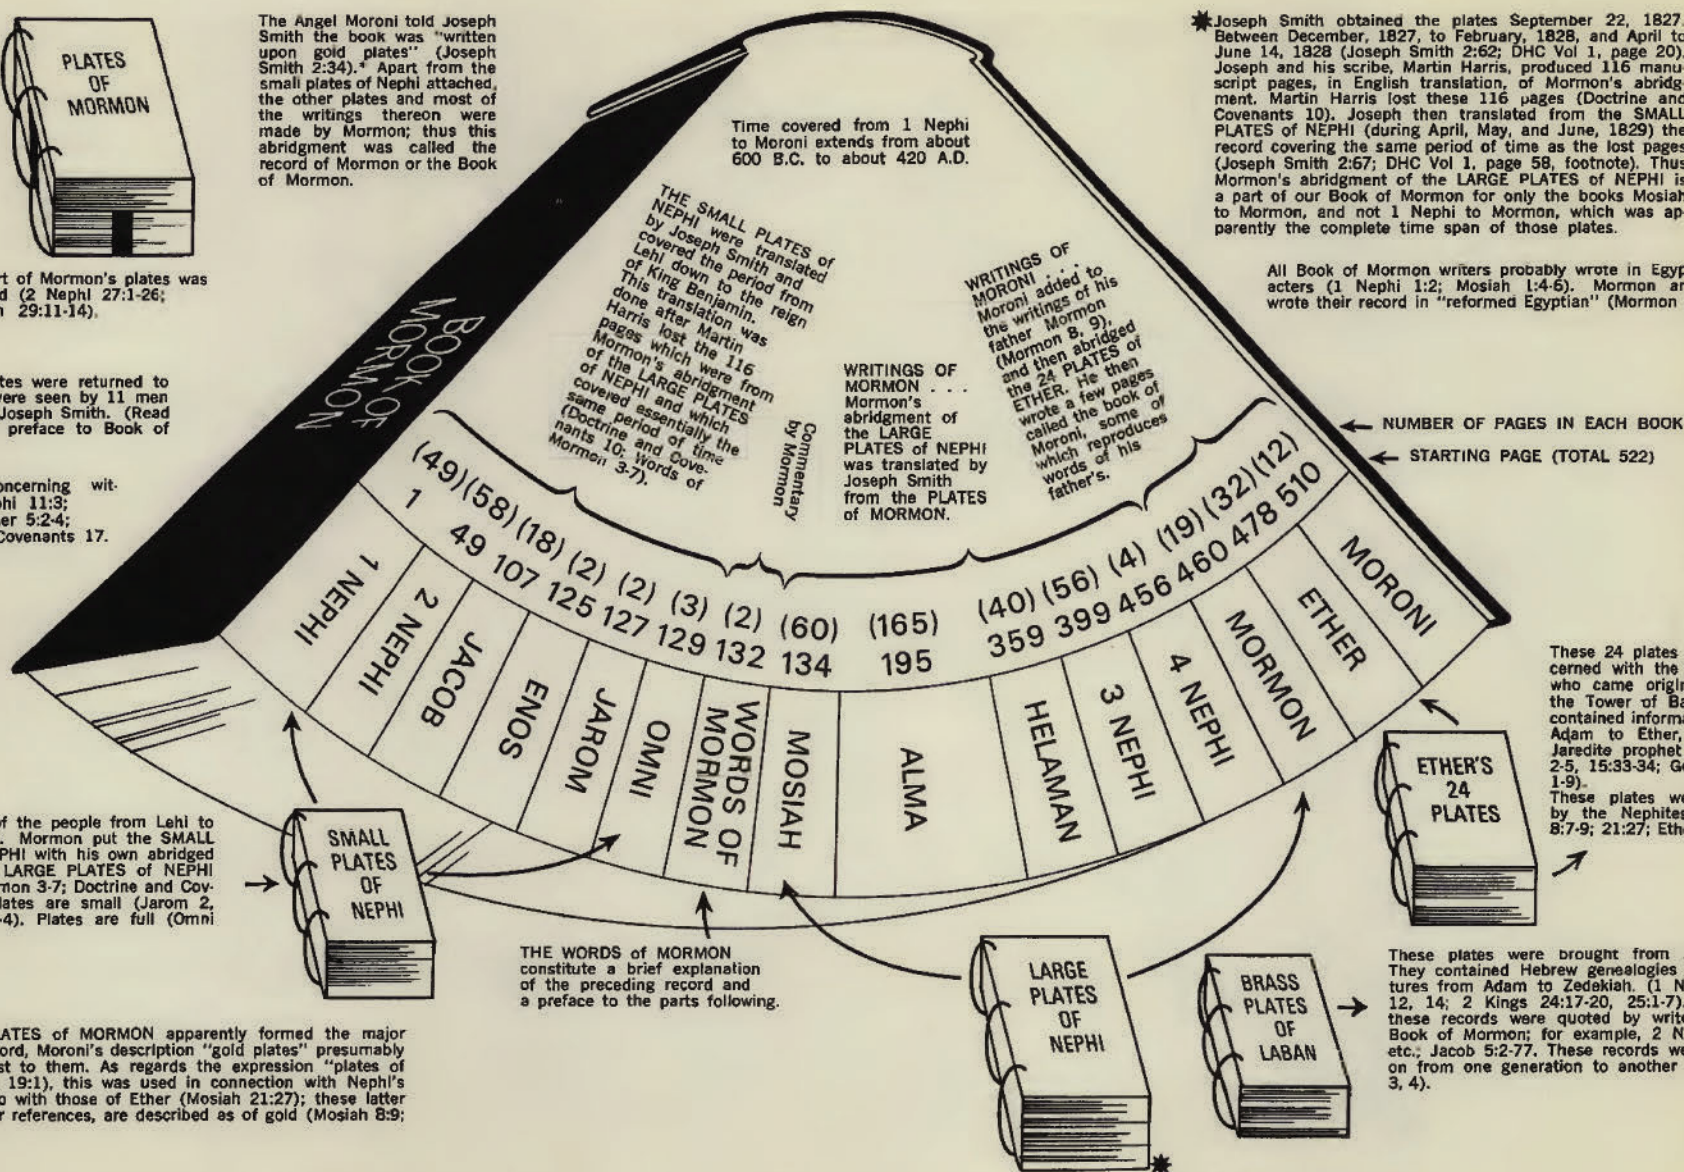 PLATES
OF
MORMON
The Angel Moroni told Joseph
Smith the book was "written
upon gold plates" (Joseph
Smith 2:34).* Apart from the
small plates of Nephi attached,
the other plates and most of
the writings thereon were
made by Mormon; thus this
abridgment was called the
record of Mormon or the Book
of Mormon.
Time covered from 1 Nephi
to Moroni extends from about
600 B.C. to about 420 A.D.
*Joseph Smith obtained the plates September 22, 1827.
Between December, 1827, to February, 1828, and April to
June 14, 1828 (Joseph Smith 2:62; DHC Vol 1, page 20),
Joseph and his scribe, Martin Harris, produced 116 manu-
script pages, in English translation, of Mormon's abridg-
ment. Martin Harris lost these 116 pages (Doctrine and
Covenants 10). Joseph then translated from the SMALL
PLATES of NEPHI (during April, May, and June, 1829) the
record covering the same period of time as the lost pages
(Joseph Smith 2:67; DHC Vol 1, page 58, footnote). Thus
Mormon's abridgment of the LARGE PLATES of NEPHI is
a part of our Book of Mormon for only the books Mosiah
to Mormon, and not 1 Nephi to Mormon, which was ap-
parently the complete time span of those plates.
All Book of Mormon writers probably wrote in Egyp
acters (1 Nephi 1:2; Mosiah 1:4-6). Mormon an
wrote their record in "reformed Egyptian" (Mormon
rt of Mormon's plates was
d (2 Nephi 27:1-26;
n 29:11-14).
tes were returned to
were seen by 11 men
Joseph Smith. (Read
preface to Book of
oncerning wit-
phi 11:3;
er 5:2-4;
Covenants 17.
BOOK OF
MORMON
THE SMALL PLATES OF
NEPHI were translated
by Joseph Smith and
covered the period from
Lehi down to the reign
of King Benjamin.
This translation was
done after Martin
Harris lost the 116
pages which were from
Mormon's abridgment
of the LARGE PLATES
of NEPHI and which
covered essentially the
same period of time
(Doctrine and Cove-
nants 10; Words of
Mormon 3-7).
Commentary
by Mormon
WRITINGS OF
MORMON . . .
Mormon's
abridgment of
the LARGE
PLATES of NEPHI
was translated by
Joseph Smith
from the PLATES
of MORMON.
WRITINGS OF
MORONI . . .
Moroni added to
the writings of his
father Mormon
(Mormon 8, 9),
and then abridged
the 24 PLATES of
ETHER. He then
wrote a few pages
called the book of
Moroni, some of
which reproduces
words of his
father's.
NUMBER OF PAGES IN EACH BOOK
STARTING PAGE (TOTAL 522)
(49) (58) (18) (2) (2) (3) (2) (60) (165) (40) (56) (4) (19) (32) (12)
1 49 107 125 127 129 132 134 195 359 399 456 460 478 510
1 NEPHI
2 NEPHI
JACOB
ENOS
JAROM
OMNI
WORDS OF
MORMON
MOSIAH
ALMA
HELAMAN
3 NEPHI
4 NEPHI
MORMON
ETHER
MORONI
These 24 plates
cerned with the
who came origin
the Tower of Ba
contained informa
Adam to Ether,
Jaredite prophet
2-5, 15:33-34; Ge
1-9).
These plates we
by the Nephites
8:7-9; 21:27; Eth
ETHER'S
24
PLATES
of the people from Lehi to
. Mormon put the SMALL
PHI with his own abridged
LARGE PLATES of NEPHI
mon 3-7; Doctrine and Cov-
lates are small (Jarom 2,
-4). Plates are full (Omni
SMALL
PLATES
OF
NEPHI
THE WORDS of MORMON
constitute a brief explanation
of the preceding record and
a preface to the parts following.
LARGE
PLATES
OF
NEPHI
*
BRASS
PLATES
OF
LABAN
These plates were brought from
They contained Hebrew genealogies
tures from Adam to Zedekiah. (1 N
12, 14; 2 Kings 24:17-20, 25:1-7).
these records were quoted by write
Book of Mormon; for example, 2 N
etc.; Jacob 5:2-77. These records we
on from one generation to another
3, 4).
LATES of MORMON apparently formed the major
ord, Moroni's description "gold plates" presumably
st to them. As regards the expression "plates of
19:1), this was used in connection with Nephi's
o with those of Ether (Mosiah 21:27); these latter
r references, are described as of gold (Mosiah 8:9;